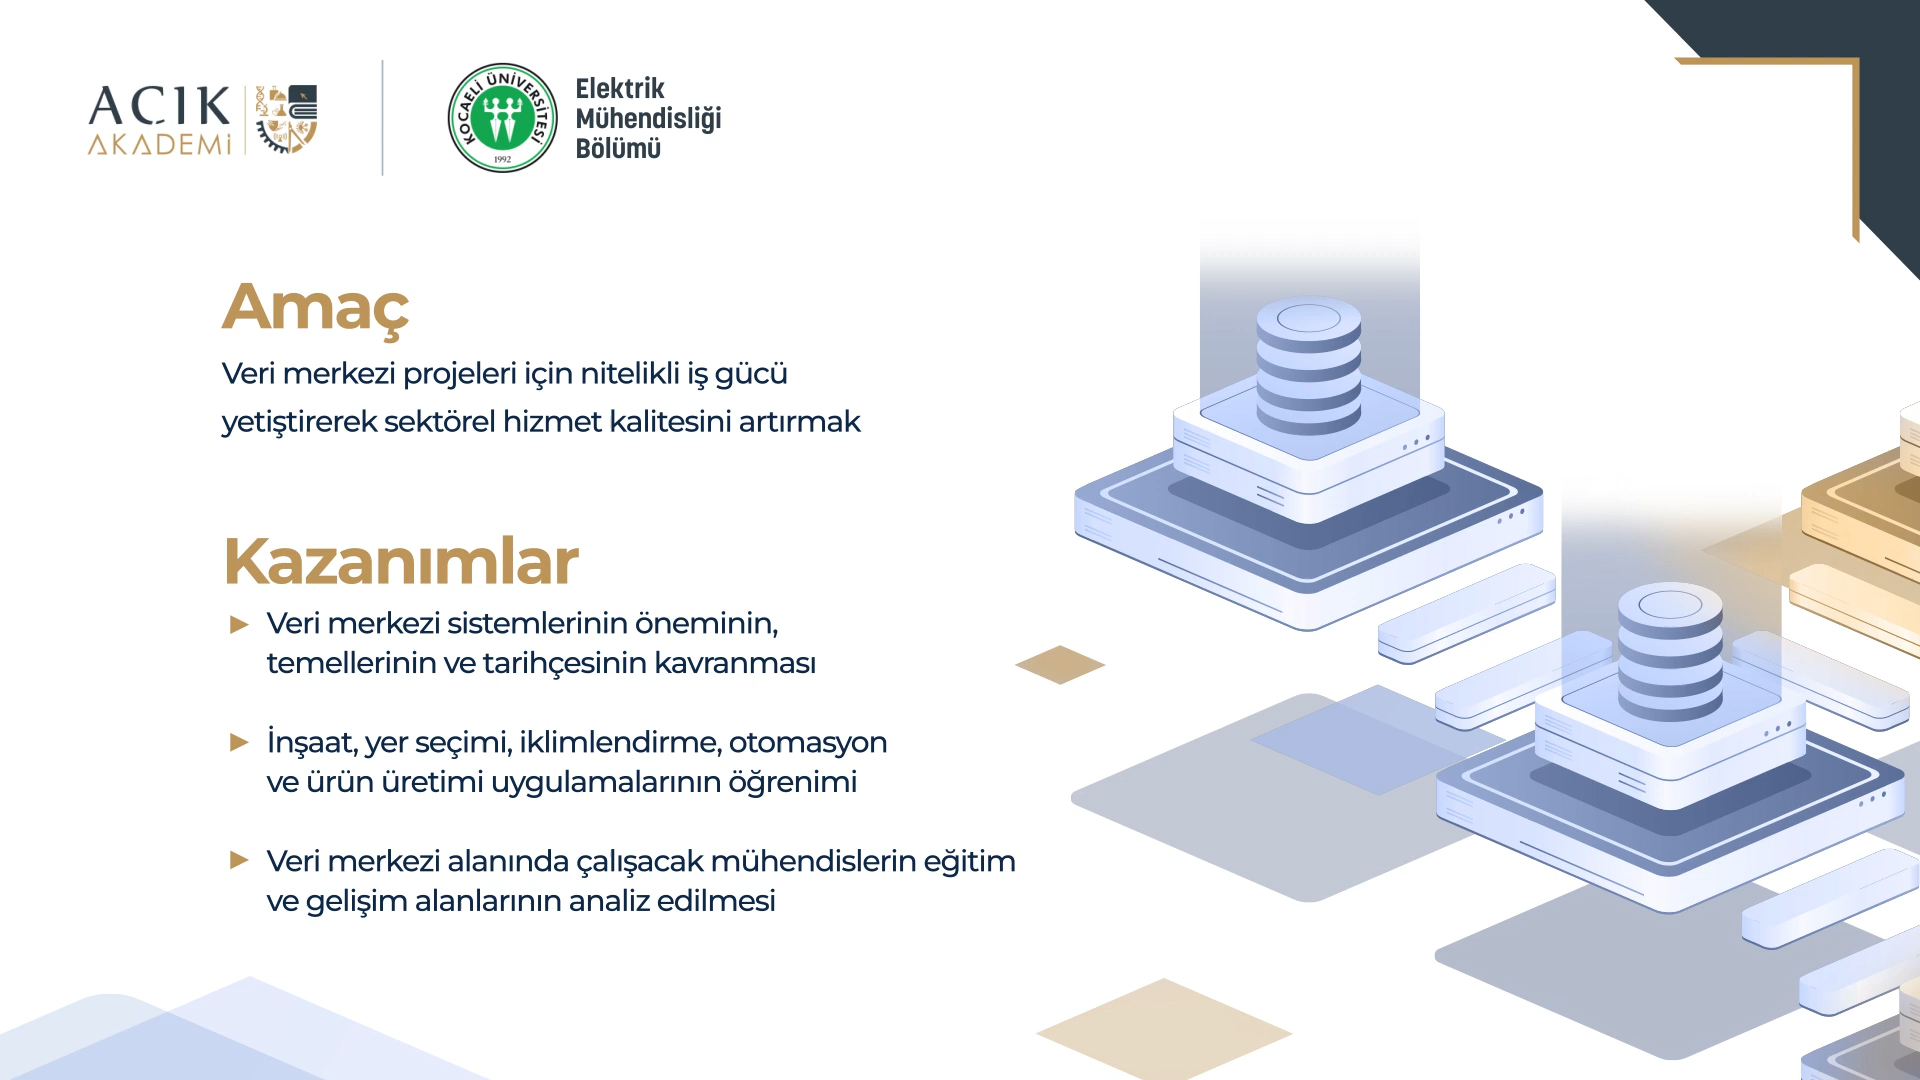 AÇIK
AKADEMİ
KOCAELİ ÜNİVERSİTESİ
1992
Elektrik
Mühendisliği
Bölümü
Amaç
Veri merkezi projeleri için nitelikli iş gücü
yetiştirerek sektörel hizmet kalitesini artırmak
Kazanımlar
Veri merkezi sistemlerinin öneminin,
temellerinin ve tarihçesinin kavranması
İnşaat, yer seçimi, iklimlendirme, otomasyon
ve ürün üretimi uygulamalarının öğrenimi
Veri merkezi alanında çalışacak mühendislerin eğitim
ve gelişim alanlarının analiz edilmesi